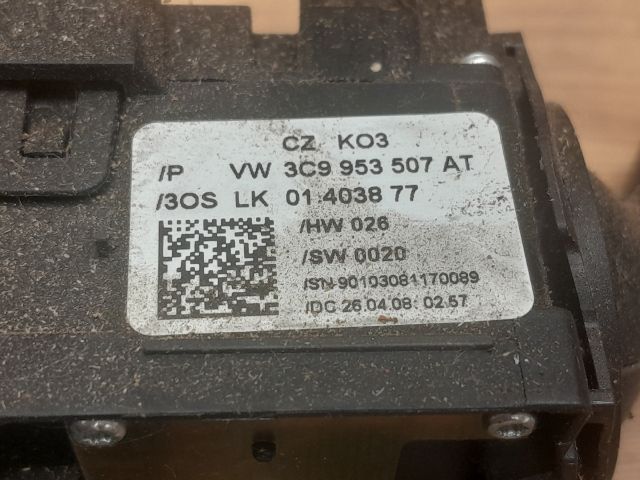 CZ KO3
/P VW 3C9 953 507 AT
/3OS LK 01 4038 77
/HW 026
/SW 0020
/SN-90103081170089
/DC 26.04.08: 02.57